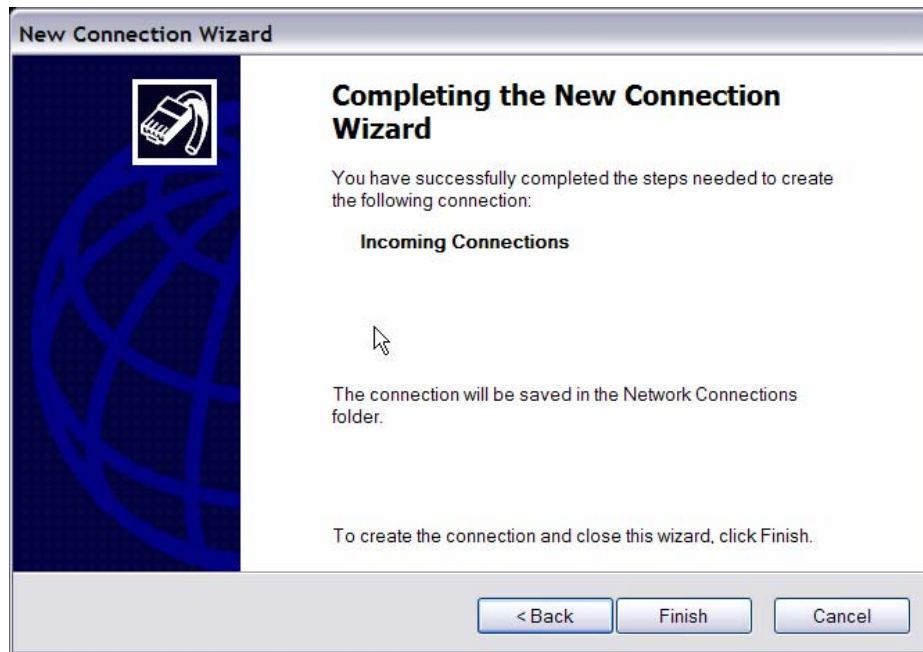 New Connection Wizard
Completing the New Connection
Wizard
You have successfully completed the steps needed to create
the following connection:
Incoming Connections
The connection will be saved in the Network Connections
folder.
To create the connection and close this wizard, click Finish.
< Back Finish Cancel